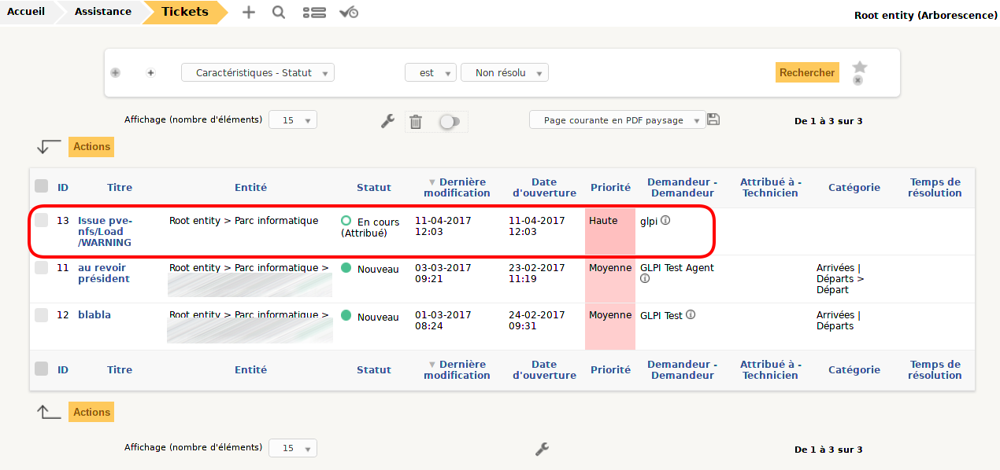 Accueil Assistance Tickets Root entity (Arborescence)
Caractéristiques - Statut est Non résolu Rechercher
Affichage (nombre d'éléments) 15 Page courante en PDF paysage De 1 à 3 sur 3
Actions
ID Titre Entité Statut Dernière modification Date d'ouverture Priorité Demandeur - Demandeur Attribué à - Technicien Catégorie Temps de résolution
13 Issue pve- Root entity > Parc informatique En cours 11-04-2017 11-04-2017 Haute glpi
nfs/Load (Attribué) 12:03 12:03
/WARNING
11 au revoir Root entity > Parc informatique > Nouveau 03-03-2017 23-02-2017 Moyenne GLPI Test Agent Arrivées |
président 09:21 11:19 Départs >
Départ
12 blabla Root entity > Parc informatique > Nouveau 01-03-2017 24-02-2017 Moyenne GLPI Test Arrivées |
08:24 09:31 Départs
ID Titre Entité Statut Dernière modification Date d'ouverture Priorité Demandeur - Demandeur Attribué à - Technicien Catégorie Temps de résolution
Actions
Affichage (nombre d'éléments) 15 De 1 à 3 sur 3